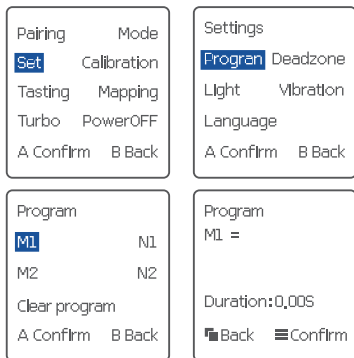 Pairing Mode
Set Calibration
Tasting Mapping
Turbo PowerOFF
A Confirm B Back
Settings
Progran Deadzone
Light Vibration
Language
A Confirm B Back
Program
M1 N1
M2 N2
Clear program
A Confirm B Back
Program
M1 =
Duration:0.00S
Back Confirm